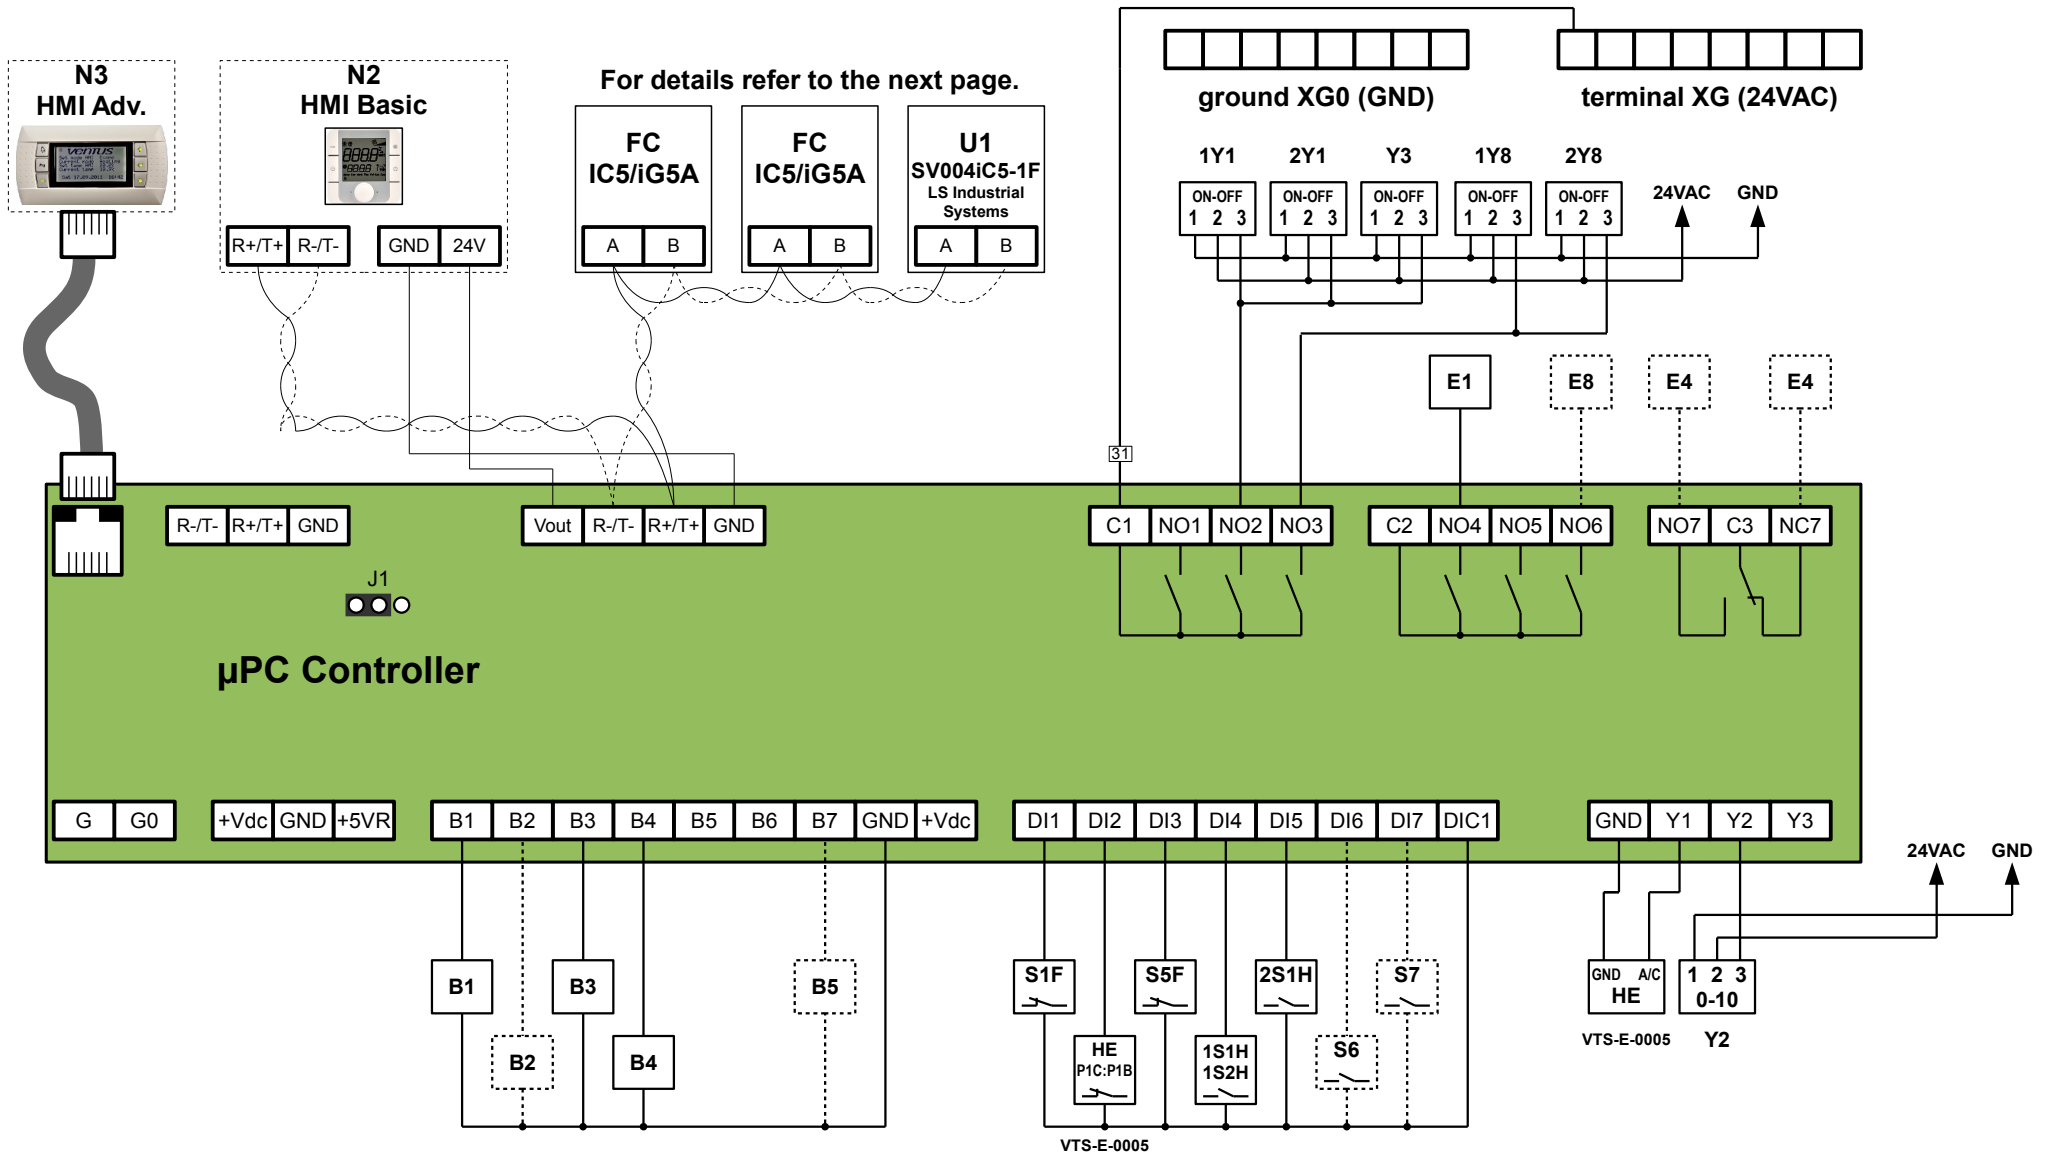 N3
HMI Adv.
VENTUS
N2
HMI Basic
R+/T+ R-/T- GND 24V
For details refer to the next page.
FC
IC5/iG5A
A B
FC
IC5/iG5A
A B
U1
SV004iC5-1F
LS Industrial
Systems
A B
ground XG0 (GND)
terminal XG (24VAC)
1Y1 2Y1 Y3 1Y8 2Y8
ON-OFF ON-OFF ON-OFF ON-OFF ON-OFF
1 2 3 1 2 3 1 2 3 1 2 3 1 2 3
24VAC GND
E1 E8 E4 E4
31
R-/T- R+/T+ GND
Vout R-/T- R+/T+ GND
C1 NO1 NO2 NO3
C2 NO4 NO5 NO6
NO7 C3 NC7
J1
µPC Controller
G G0
+Vdc GND +5VR
B1 B2 B3 B4 B5 B6 B7 GND +Vdc
DI1 DI2 DI3 DI4 DI5 DI6 DI7 DIC1
GND Y1 Y2 Y3
24VAC GND
B1 B3 B5
B2 B4
S1F S5F 2S1H S7
HE
P1C:P1B
1S1H
1S2H
S6
VTS-E-0005
GND A/C
HE
VTS-E-0005
1 2 3
0-10
Y2